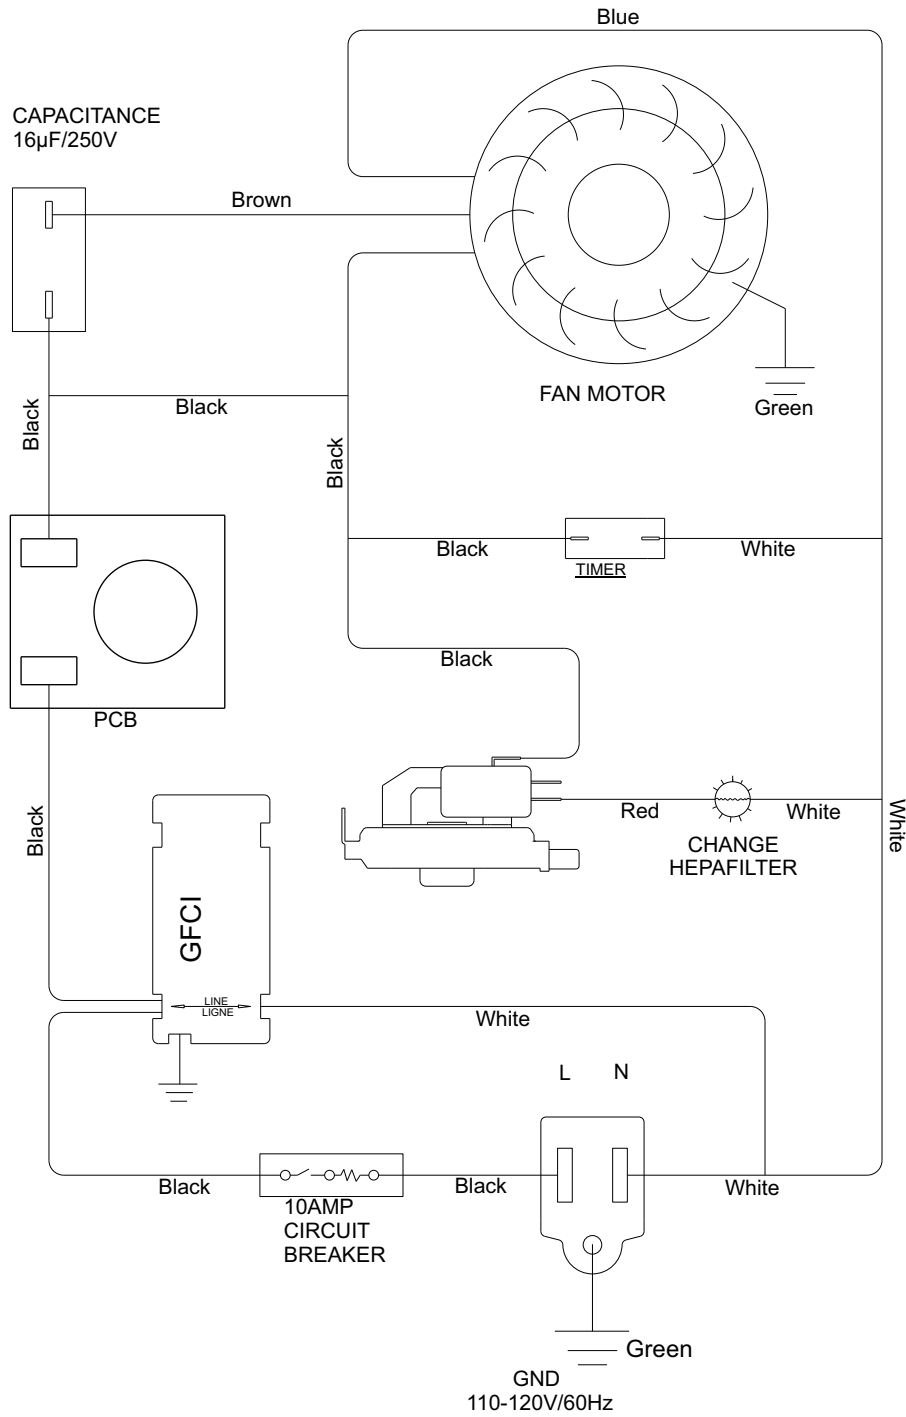 Blue
CAPACITANCE
16µF/250V
Brown
FAN MOTOR
Green
Black
Black
Black
Black
TIMER
White
Black
PCB
Black
Red
White
CHANGE
HEPAFILTER
White
GFCI
LINE
LIGNE
White
L N
Black
10AMP
CIRCUIT
BREAKER
Black
White
Green
GND
110-120V/60Hz